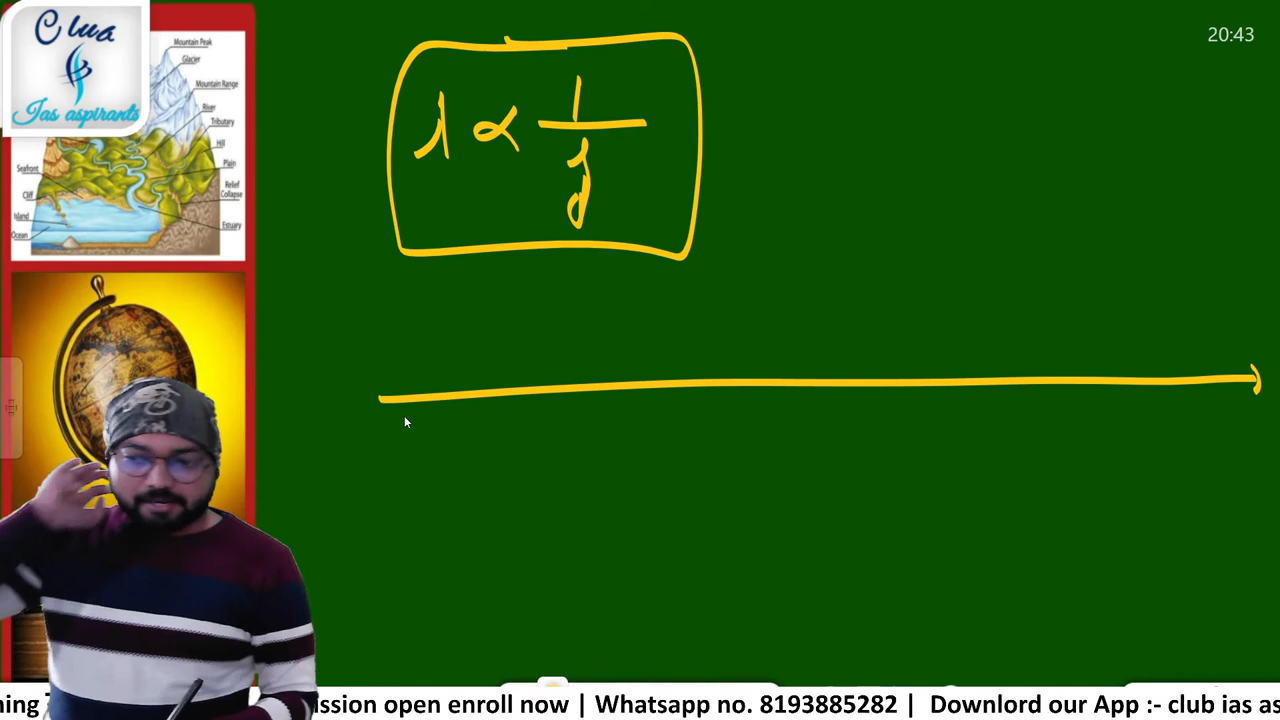 Clua
Ias aspirants
Mountain Peak
Glacier
Mountain Range
River
Tributary
Hill
Plain
Relief
Collapse
Estuary
Seafront
Cliff
Island
Ocean
20:43
λ ∝ 1
ission open enroll now | Whatsapp no. 8193885282 | Downlord our App :- club ias as